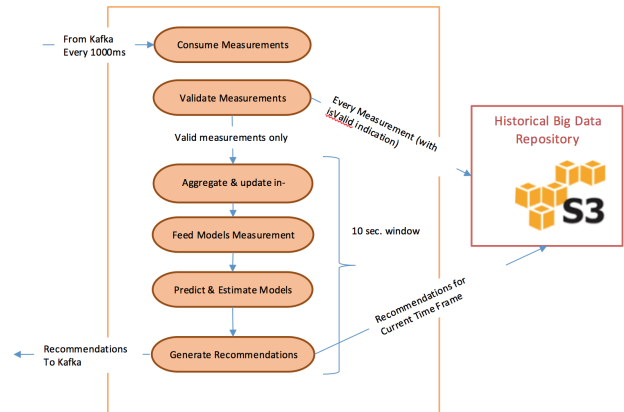 From Kafka
Every 1000ms
Consume Measurements
Validate Measurements
Every Measurement (with
isValid indication)
Historical Big Data
Repository
S3
Valid measurements only
Aggregate & update in-
Feed Models Measurement
10 sec. window
Predict & Estimate Models
Recommendations for
Current Time Frame
Recommendations
To Kafka
Generate Recommendations